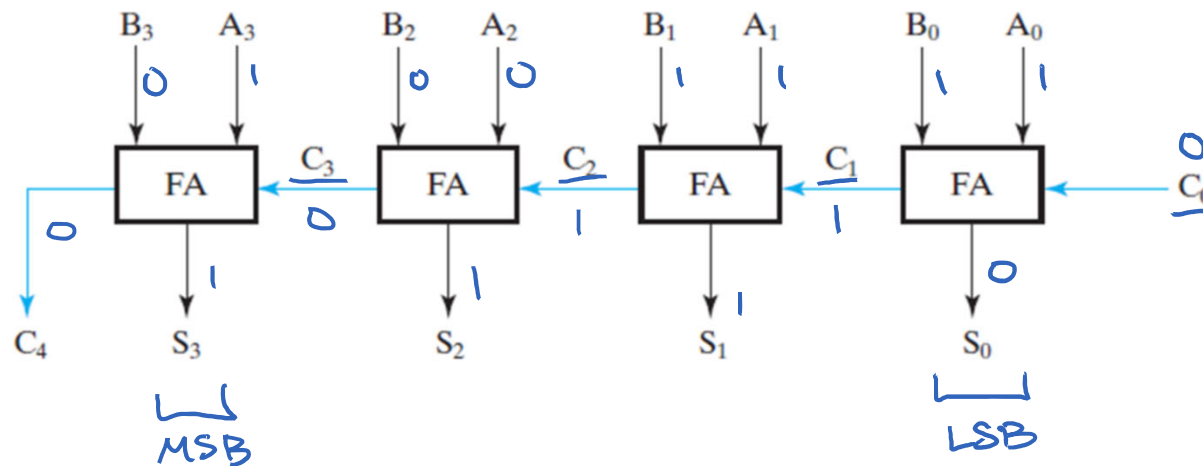 B₃ A₃ B₂ A₂ B₁ A₁ B₀ A₀
0 1 0 0 1 1 1 1
0
FA C₃ FA C₂ FA C₁ FA
0 0 1 1
1 1 1 0
C₄ S₃ S₂ S₁ S₀
MSB LSB